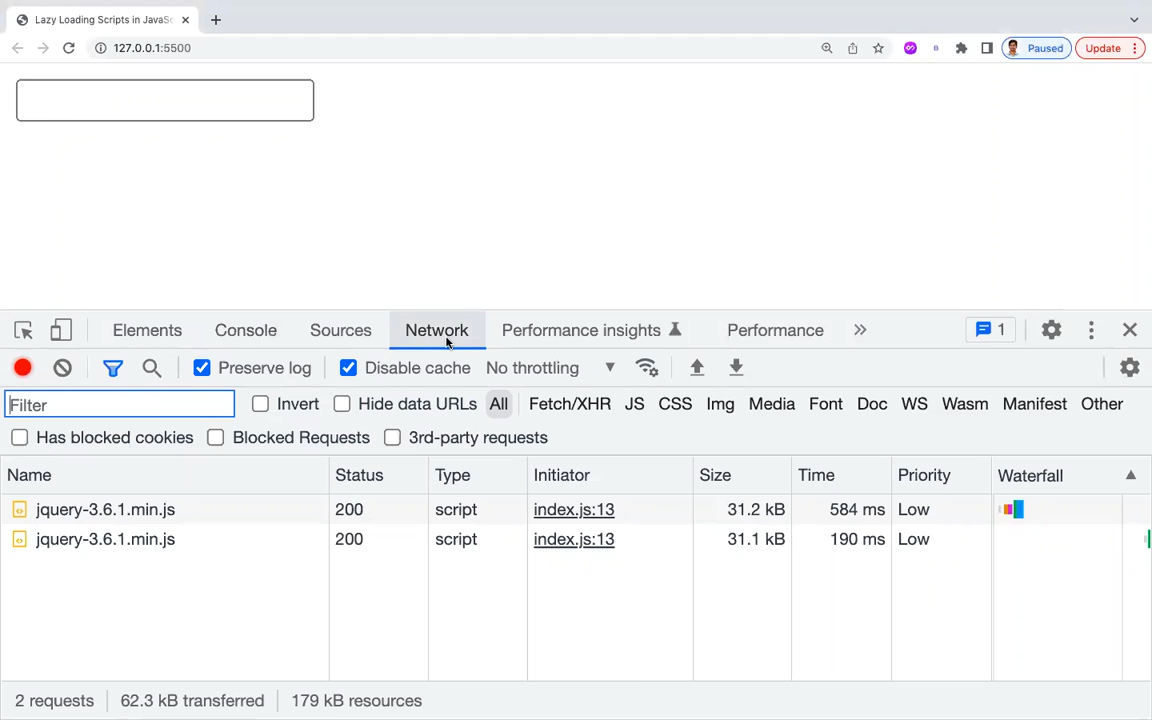 Lazy Loading Scripts in JavaSc
127.0.0.1:5500
Paused
Update
Elements Console Sources Network Performance insights Performance 1
Preserve log Disable cache No throttling
Filter Invert Hide data URLs All Fetch/XHR JS CSS Img Media Font Doc WS Wasm Manifest Other
Has blocked cookies Blocked Requests 3rd-party requests
Name Status Type Initiator Size Time Priority Waterfall
jquery-3.6.1.min.js 200 script index.js:13 31.2 kB 584 ms Low
jquery-3.6.1.min.js 200 script index.js:13 31.1 kB 190 ms Low
2 requests 62.3 kB transferred 179 kB resources